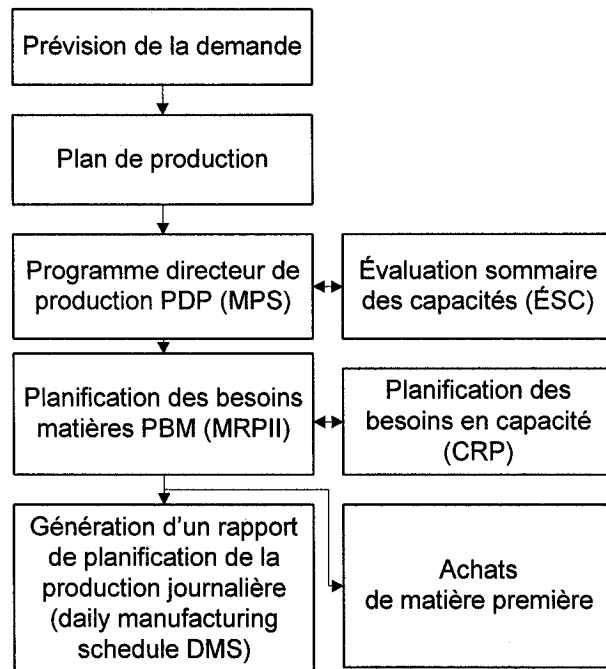 Prévision de la demande
Plan de production
Programme directeur de
production PDP (MPS)
Évaluation sommaire
des capacités (ÉSC)
Planification des besoins
matières PBM (MRPII)
Planification des
besoins en capacité
(CRP)
Génération d'un rapport
de planification de la
production journalière
(daily manufacturing
schedule DMS)
Achats
de matière première